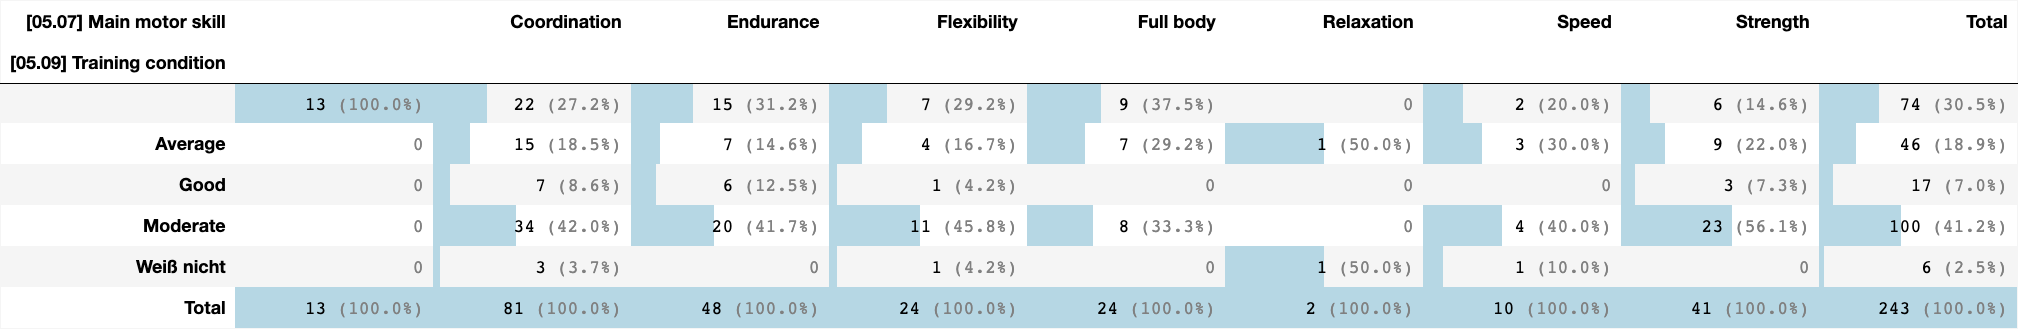 [05.07] Main motor skill Coordination Endurance Flexibility Full body Relaxation Speed Strength Total
[05.09] Training condition
13 (100.0%) 22 (27.2%) 15 (31.2%) 7 (29.2%) 9 (37.5%) 0 2 (20.0%) 6 (14.6%) 74 (30.5%)
Average 0 15 (18.5%) 7 (14.6%) 4 (16.7%) 7 (29.2%) 1 (50.0%) 3 (30.0%) 9 (22.0%) 46 (18.9%)
Good 0 7 (8.6%) 6 (12.5%) 1 (4.2%) 0 0 0 3 (7.3%) 17 (7.0%)
Moderate 0 34 (42.0%) 20 (41.7%) 11 (45.8%) 8 (33.3%) 0 4 (40.0%) 23 (56.1%) 100 (41.2%)
Weiß nicht 0 3 (3.7%) 0 1 (4.2%) 0 1 (50.0%) 1 (10.0%) 0 6 (2.5%)
Total 13 (100.0%) 81 (100.0%) 48 (100.0%) 24 (100.0%) 24 (100.0%) 2 (100.0%) 10 (100.0%) 41 (100.0%) 243 (100.0%)